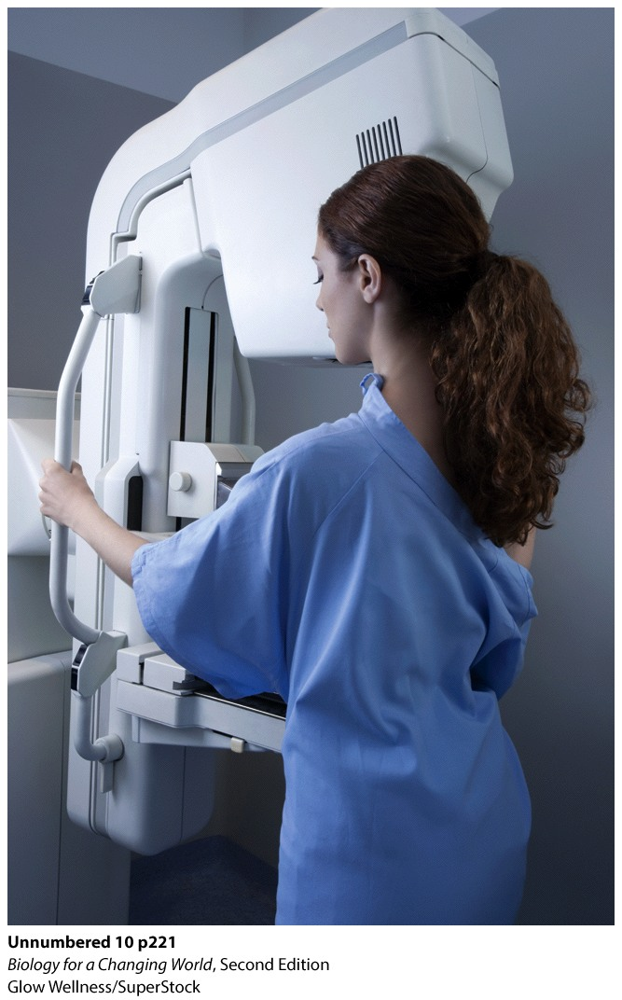 Unnumbered 10 p221
Biology for a Changing World, Second Edition
Glow Wellness/SuperStock